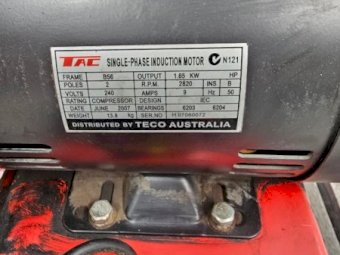 TAC SINGLE-PHASE INDUCTION MOTOR N121
FRAME B56 OUTPUT 1.65 KW HP
POLES 2 R.P.M. 2820 INS B
VOLTS 240 AMPS 9 Hz 50
RATING COMPRESSOR DESIGN IEC
DATE JUNE 2007 BEARINGS 6203 6204
WEIGHT 13.8 kg SER.NO
DISTRIBUTED BY TECO AUSTRALIA